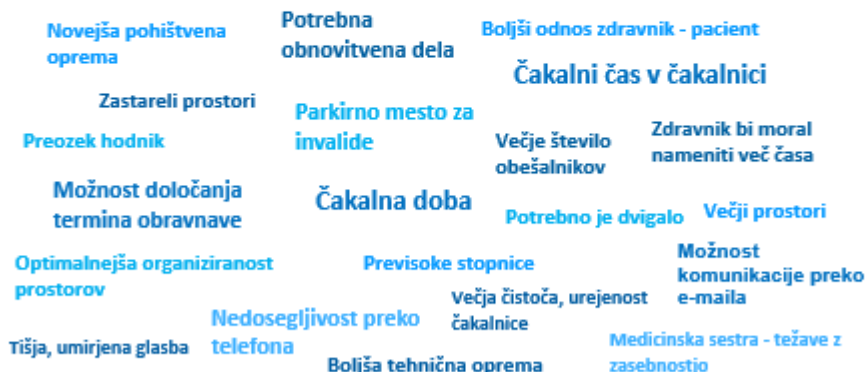 Novejša pohištvena
oprema
Potrebna
obnovitvena dela
Boljši odnos zdravnik - pacient
Čakalni čas v čakalnici
Zastareli prostori
Parkirno mesto za
invalide
Preozek hodnik
Večje število
obešalnikov
Zdravnik bi moral
nameniti več časa
Možnost določanja
termina obravnave
Čakalna doba
Potrebno je dvigalo
Večji prostori
Optimalnejša organiziranost
prostorov
Previsoke stopnice
Možnost
komunikacije preko
e-maila
Večja čistoča, urejenost
čakalnice
Nedosegljivost preko
telefona
Tišja, umirjena glasba
Boljša tehnična oprema
Medicinska sestra - težave z
zasebnostjo